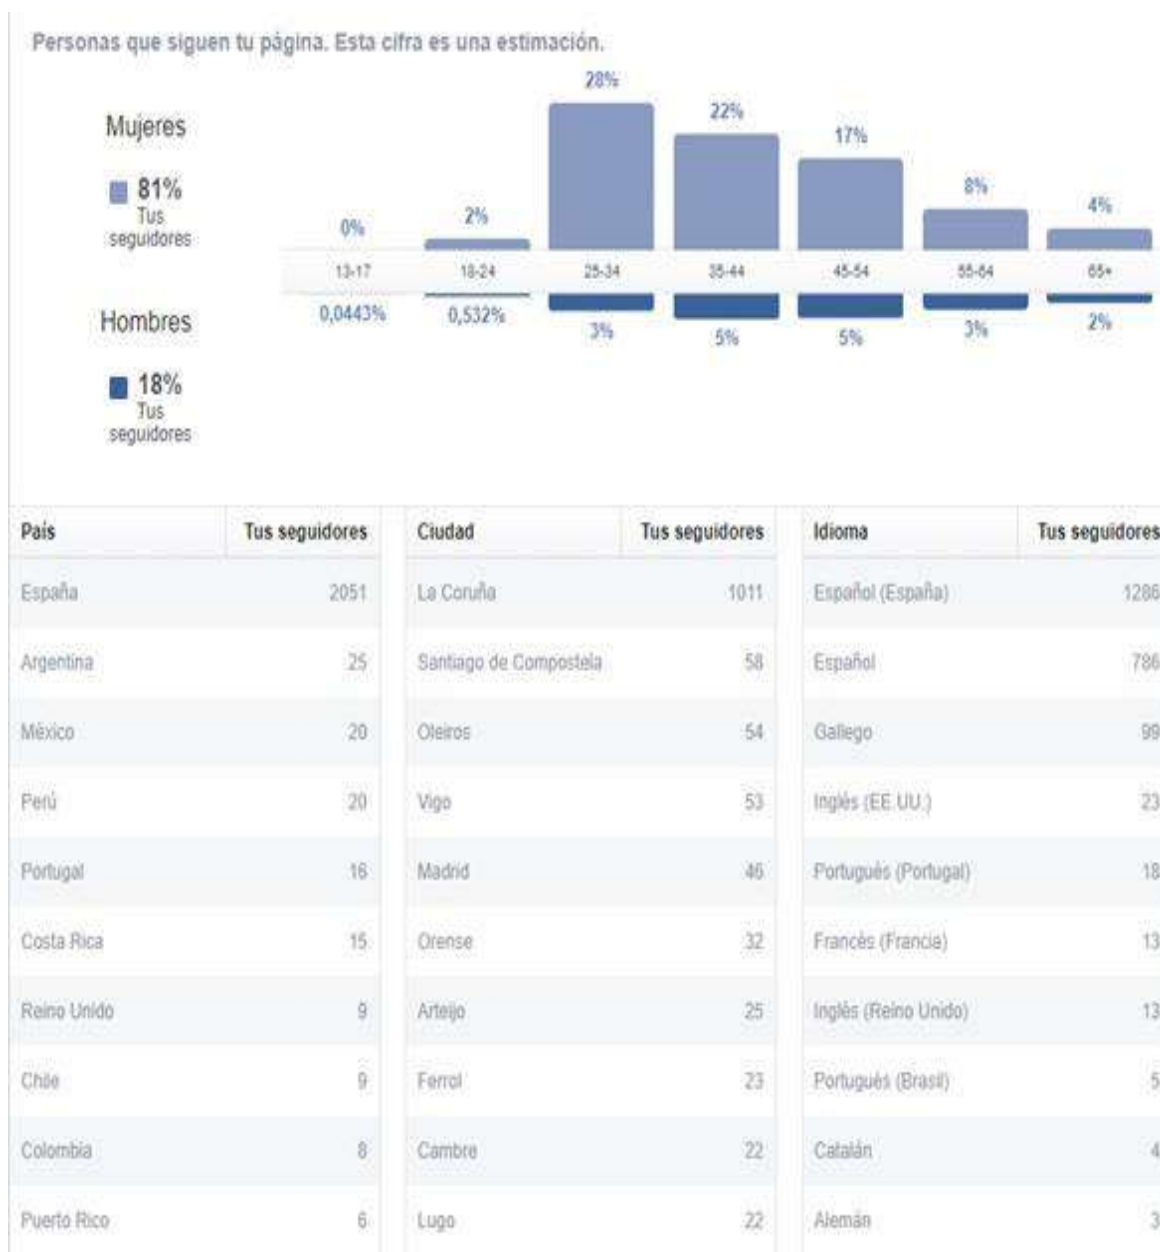 Personas que siguen tu página. Esta cifra es una estimación.
Mujeres
81%
Tus
seguidores
0%
2%
28%
22%
17%
8%
4%
13-17
18-24
25-34
35-44
45-54
55-64
65+
Hombres
18%
Tus
seguidores
0,0443%
0,532%
3%
5%
5%
3%
2%
País Tus seguidores Ciudad Tus seguidores Idioma Tus seguidores
España 2051 La Coruña 1011 Español (España) 1286
Argentina 25 Santiago de Compostela 58 Español 786
México 20 Oleiros 54 Gallego 99
Perú 20 Vigo 53 Inglés (EE.UU.) 23
Portugal 16 Madrid 46 Portugués (Portugal) 18
Costa Rica 15 Orense 32 Francés (Francia) 13
Reino Unido 9 Arteijo 25 Inglés (Reino Unido) 13
Chile 9 Ferrol 23 Portugués (Brasil) 5
Colombia 8 Cambre 22 Catalán 4
Puerto Rico 6 Lugo 22 Alemán 3